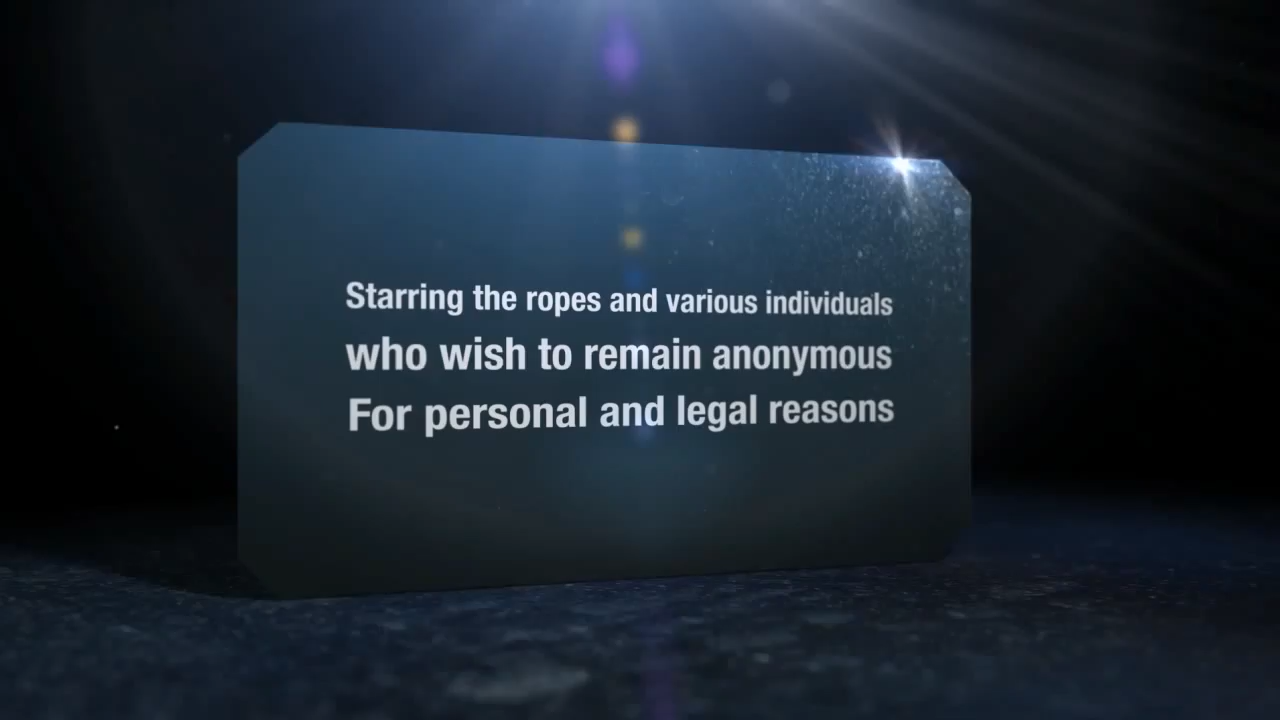 Starring the ropes and various individuals
who wish to remain anonymous
For personal and legal reasons